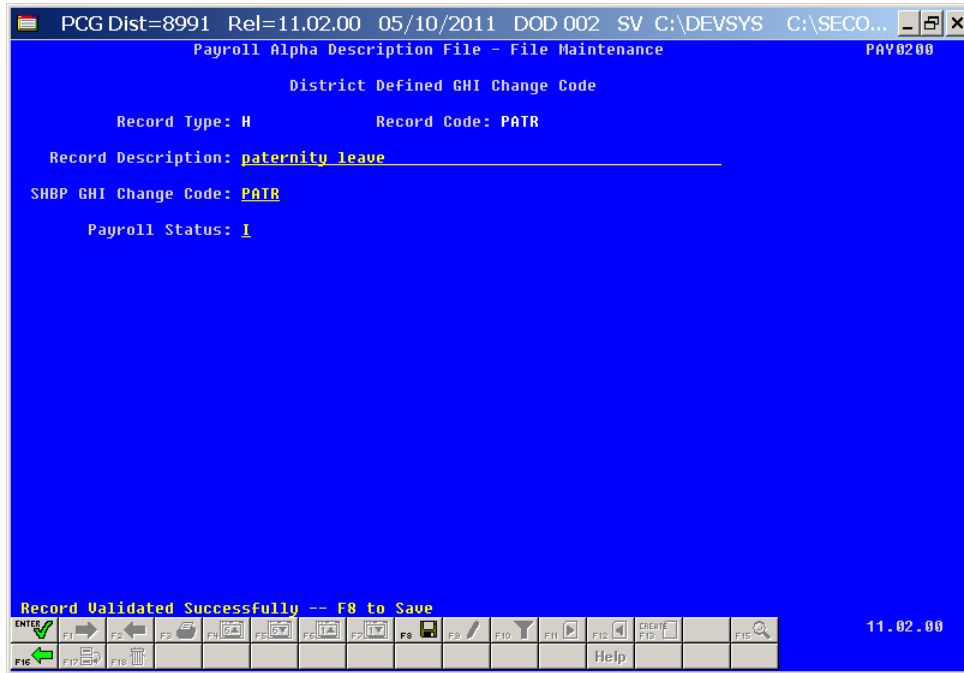 PCG Dist=8991 Rel=11.02.00 05/10/2011 DOD 002 SV C:\DEVSYS C:\SECO...
Payroll Alpha Description File - File Maintenance PAY0200
District Defined GHI Change Code
Record Type: H Record Code: PATR
Record Description: paternity leave
SHBP GHI Change Code: PATR
Payroll Status: I
Record Validated Successfully -- F8 to Save
ENTER F1 F2 F3 F4 F5 F6 F7 F8 F9 F10 F11 F12 CREATE F13 F15 11.02.00
F16 F17 F18 Help